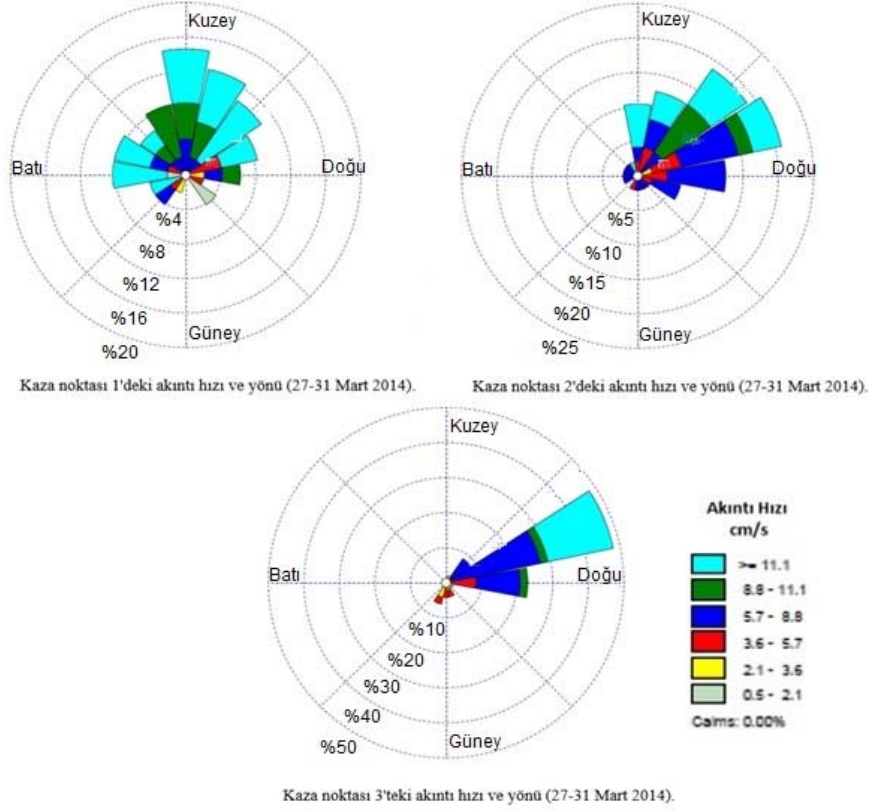 Kuzey
Batı
Doğu
%4
%8
%12
%16
%20
Güney
Kaza noktası 1'deki akıntı hızı ve yönü (27-31 Mart 2014).
Kuzey
Batı
Doğu
%5
%10
%15
%20
%25
Güney
Kaza noktası 2'deki akıntı hızı ve yönü (27-31 Mart 2014).
Kuzey
Batı
Doğu
%10
%20
%30
%40
%50
Güney
Kaza noktası 3'teki akıntı hızı ve yönü (27-31 Mart 2014).
Akıntı Hızı
cm/s
>= 11.1
8.8 - 11.1
5.7 - 8.8
3.6 - 5.7
2.1 - 3.6
0.5 - 2.1
Calms: 0.00%